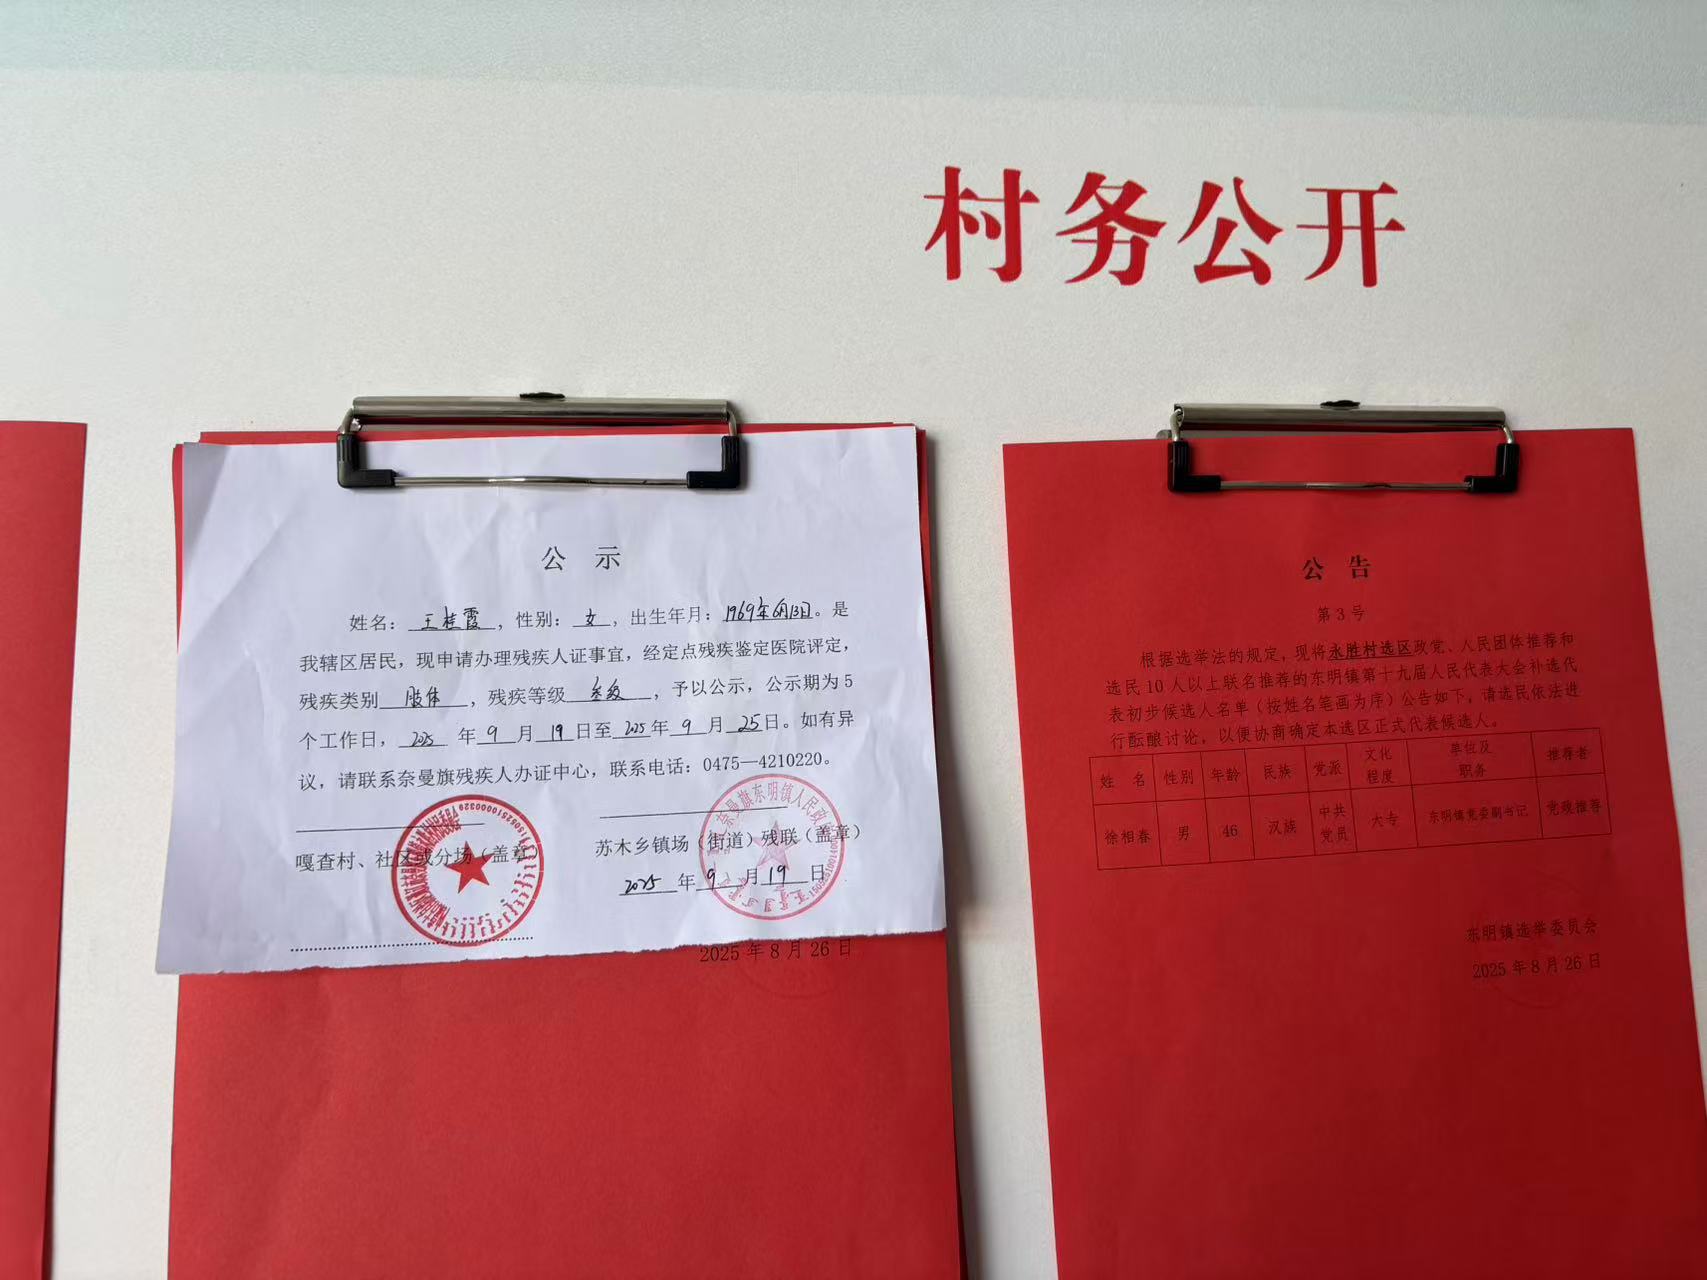 村务公开
公 示
姓名：王桂霞，性别：女，出生年月：1969年6月13日。是
我辖区居民，现申请办理残疾人证事宜，经定点残疾鉴定医院评定，
残疾类别 肢体 ，残疾等级 叁级 ，予以公示，公示期为5
个工作日，2025 年 9 月 19 日至 2025 年 9 月 25 日。如有异
议，请联系奈曼旗残疾人办证中心，联系电话：0475—4210220。
嘎查村、社区或分场（盖章）
苏木乡镇场（街道）残联（盖章）
2025 年 9 月 19 日
2025 年 8 月 26 日
公 告
第 3 号
根据选举法的规定，现将永胜村选区政党、人民团体推荐和
选民 10 人以上联名推荐的东明镇第十九届人民代表大会补选代
表初步候选人名单（按姓名笔画为序）公告如下，请选民依法进
行酝酿讨论，以便协商确定本选区正式代表候选人。
姓 名 性别 年龄 民族 党派 文化程度 单位及职务 推荐者
徐相春 男 46 汉族 中共党员 大专 东明镇党委副书记 党政推荐
东明镇选举委员会
2025 年 8 月 26 日